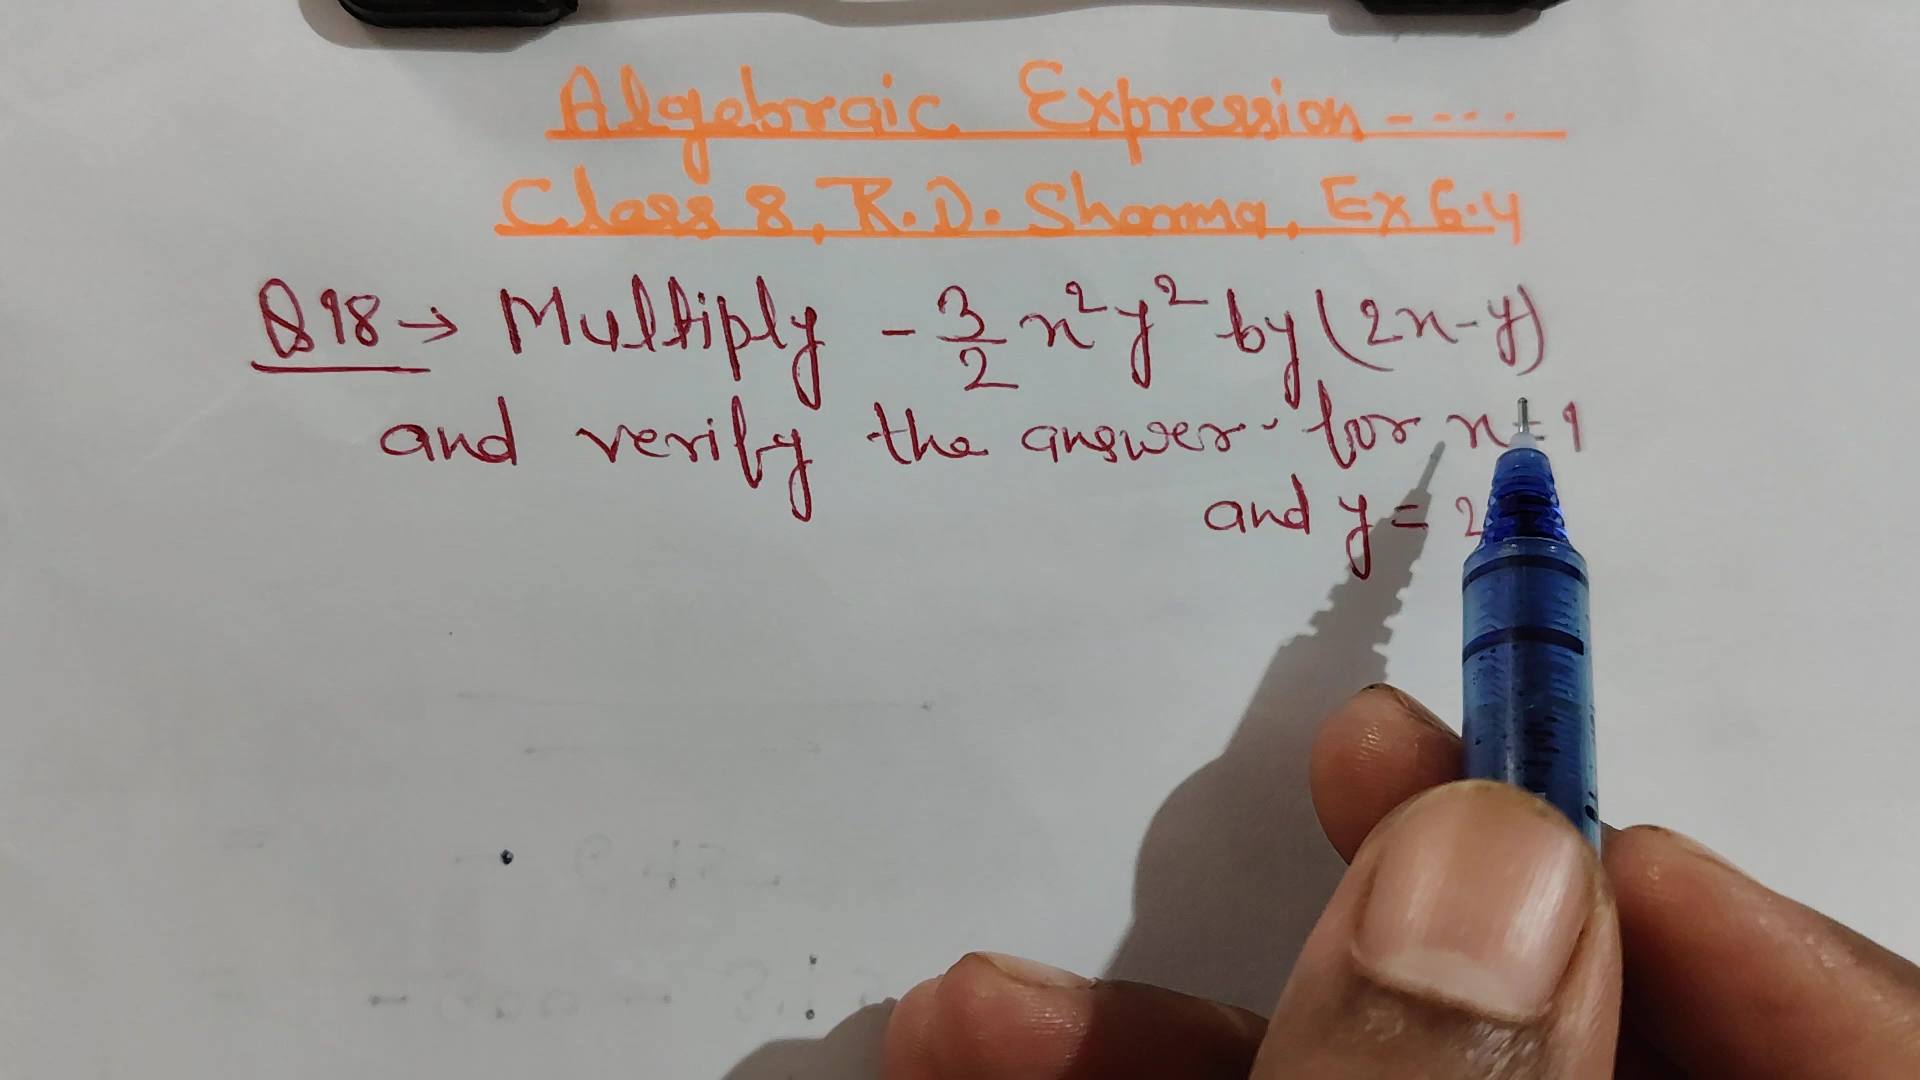 Algebraic Expression-....
Class 8, R.D. Sharma, Ex 6.4
Q18 → Multiply -3/2 x²y² by (2x-y)
and verify the answer for x=1
and y = 2